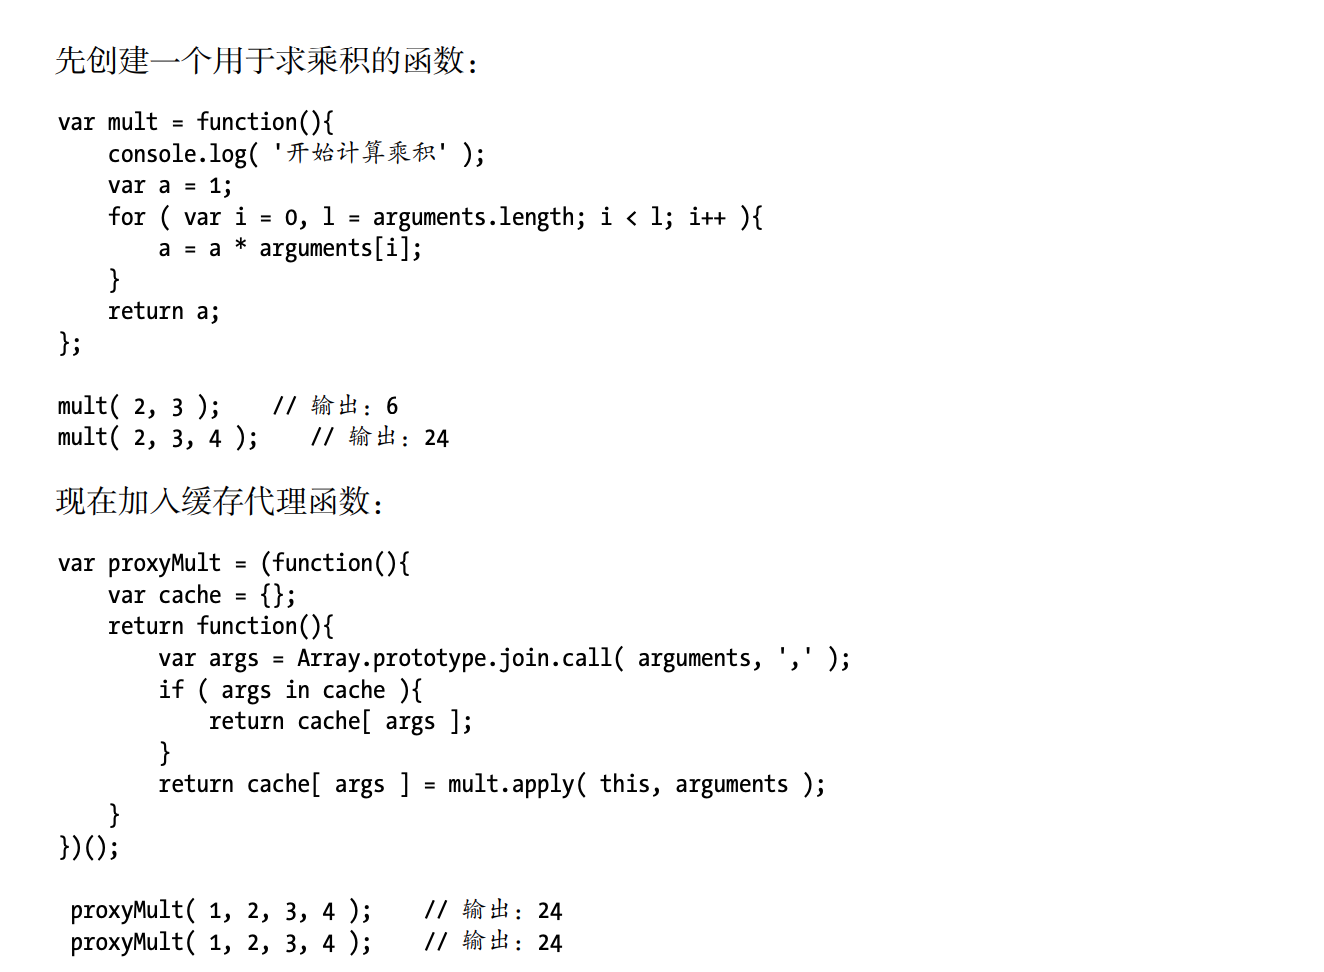 先创建一个用于求乘积的函数：
var mult = function(){
    console.log( '开始计算乘积' );
    var a = 1;
    for ( var i = 0, l = arguments.length; i < l; i++ ){
        a = a * arguments[i];
    }
    return a;
};
mult( 2, 3 );    // 输出：6
mult( 2, 3, 4 );    // 输出：24
现在加入缓存代理函数：
var proxyMult = (function(){
    var cache = {};
    return function(){
        var args = Array.prototype.join.call( arguments, ',' );
        if ( args in cache ){
            return cache[ args ];
        }
        return cache[ args ] = mult.apply( this, arguments );
    }
})();
 proxyMult( 1, 2, 3, 4 );    // 输出：24
 proxyMult( 1, 2, 3, 4 );    // 输出：24